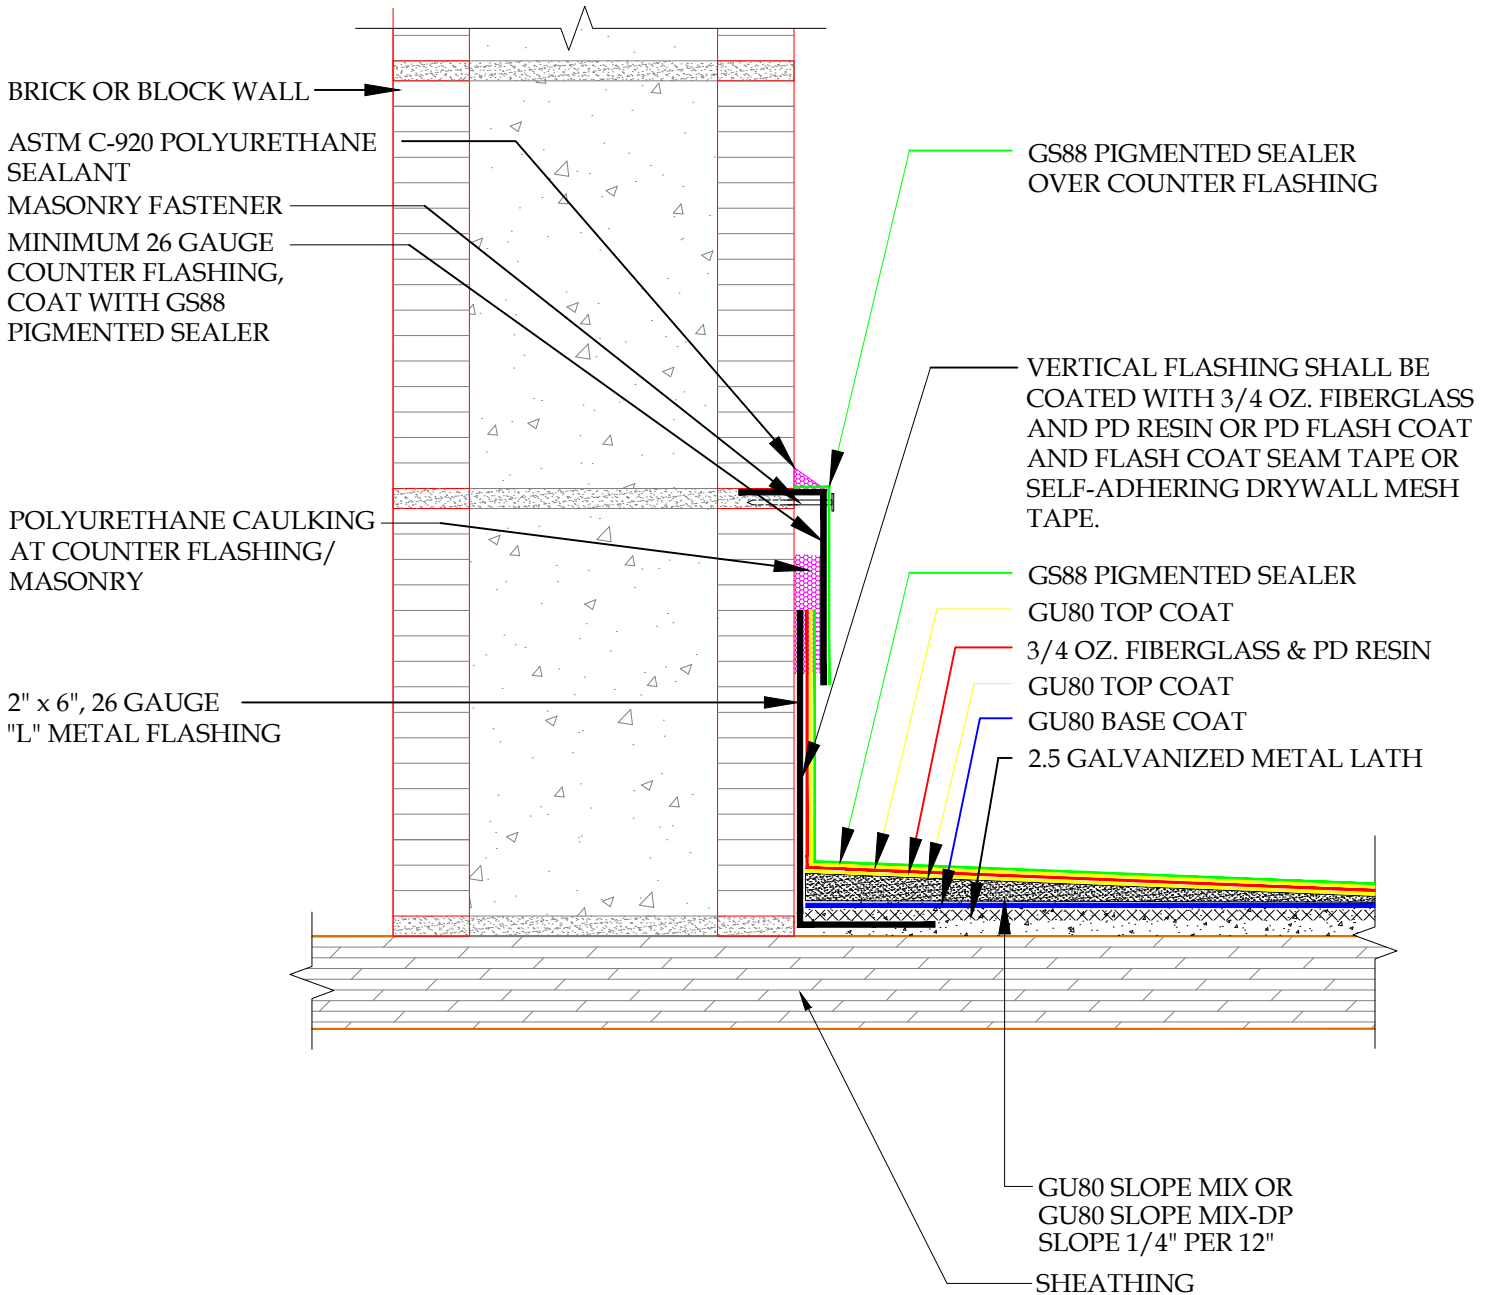 BRICK OR BLOCK WALL
ASTM C-920 POLYURETHANE
SEALANT
MASONRY FASTENER
MINIMUM 26 GAUGE
COUNTER FLASHING,
COAT WITH GS88
PIGMENTED SEALER
POLYURETHANE CAULKING
AT COUNTER FLASHING/
MASONRY
2" x 6", 26 GAUGE
"L" METAL FLASHING
GS88 PIGMENTED SEALER
OVER COUNTER FLASHING
VERTICAL FLASHING SHALL BE
COATED WITH 3/4 OZ. FIBERGLASS
AND PD RESIN OR PD FLASH COAT
AND FLASH COAT SEAM TAPE OR
SELF-ADHERING DRYWALL MESH
TAPE.
GS88 PIGMENTED SEALER
GU80 TOP COAT
3/4 OZ. FIBERGLASS & PD RESIN
GU80 TOP COAT
GU80 BASE COAT
2.5 GALVANIZED METAL LATH
GU80 SLOPE MIX OR
GU80 SLOPE MIX-DP
SLOPE 1/4" PER 12"
SHEATHING